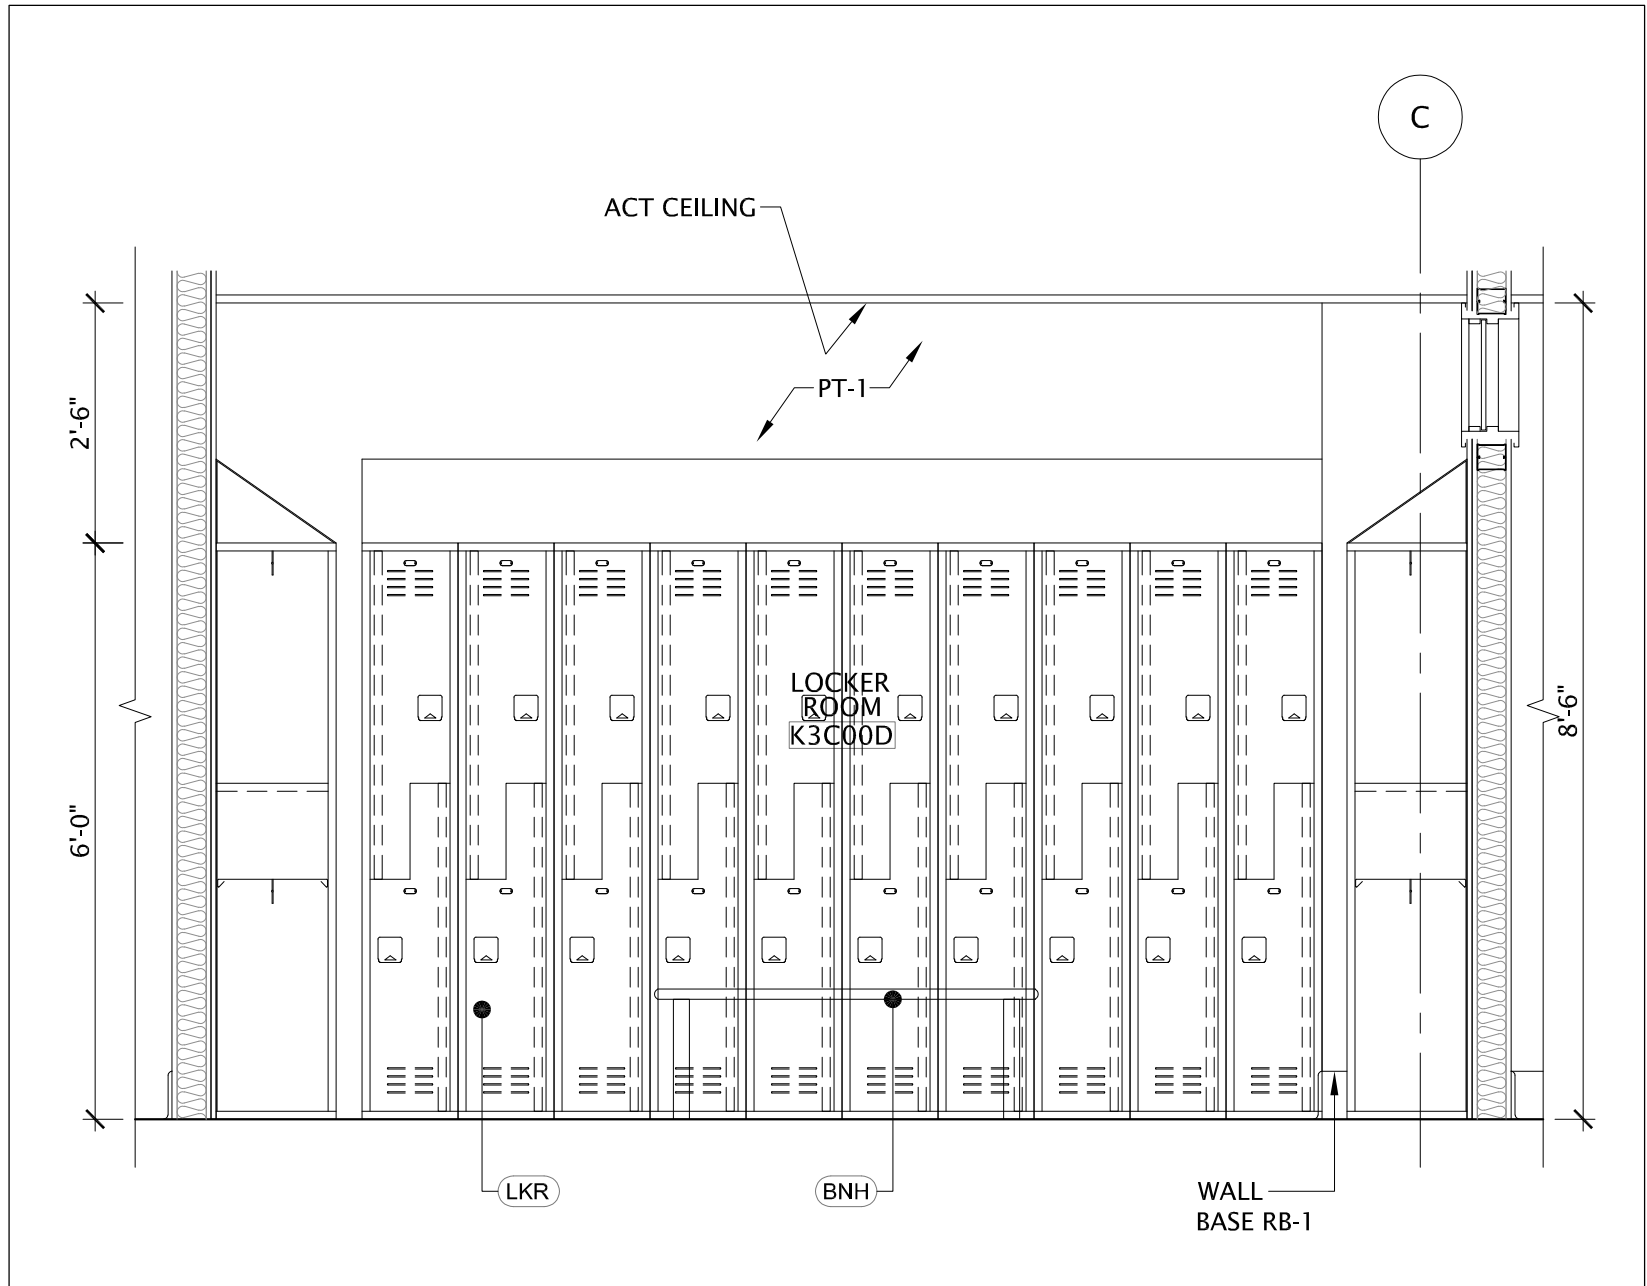 C
ACT CEILING
PT-1
2'-6"
LOCKER
ROOM
K3C00D
8'-6"
6'-0"
LKR
BNH
WALL
BASE RB-1